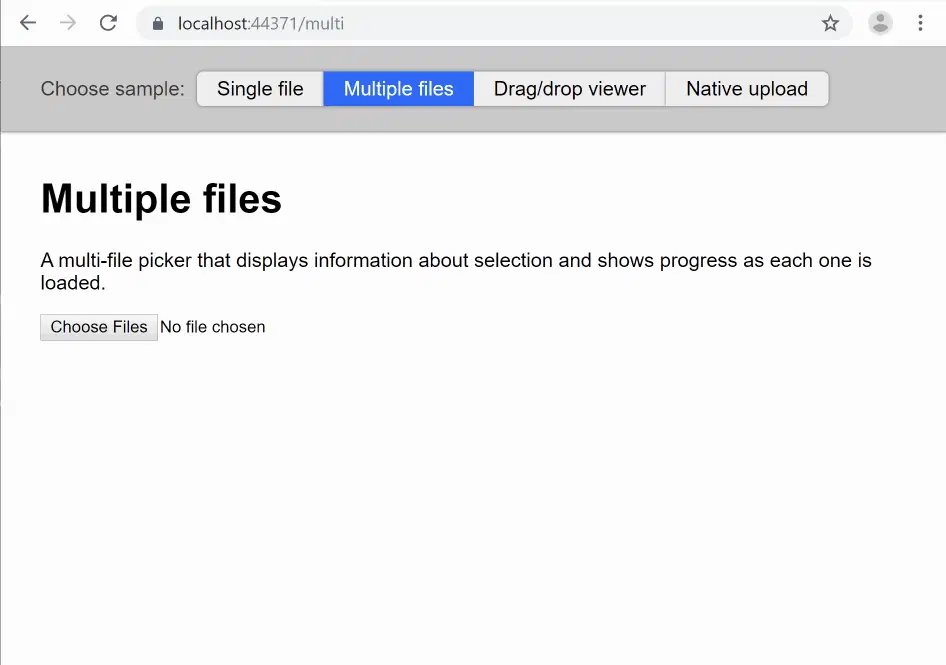 localhost:44371/multi
Choose sample: Single file Multiple files Drag/drop viewer Native upload
Multiple files
A multi-file picker that displays information about selection and shows progress as each one is
loaded.
Choose Files No file chosen